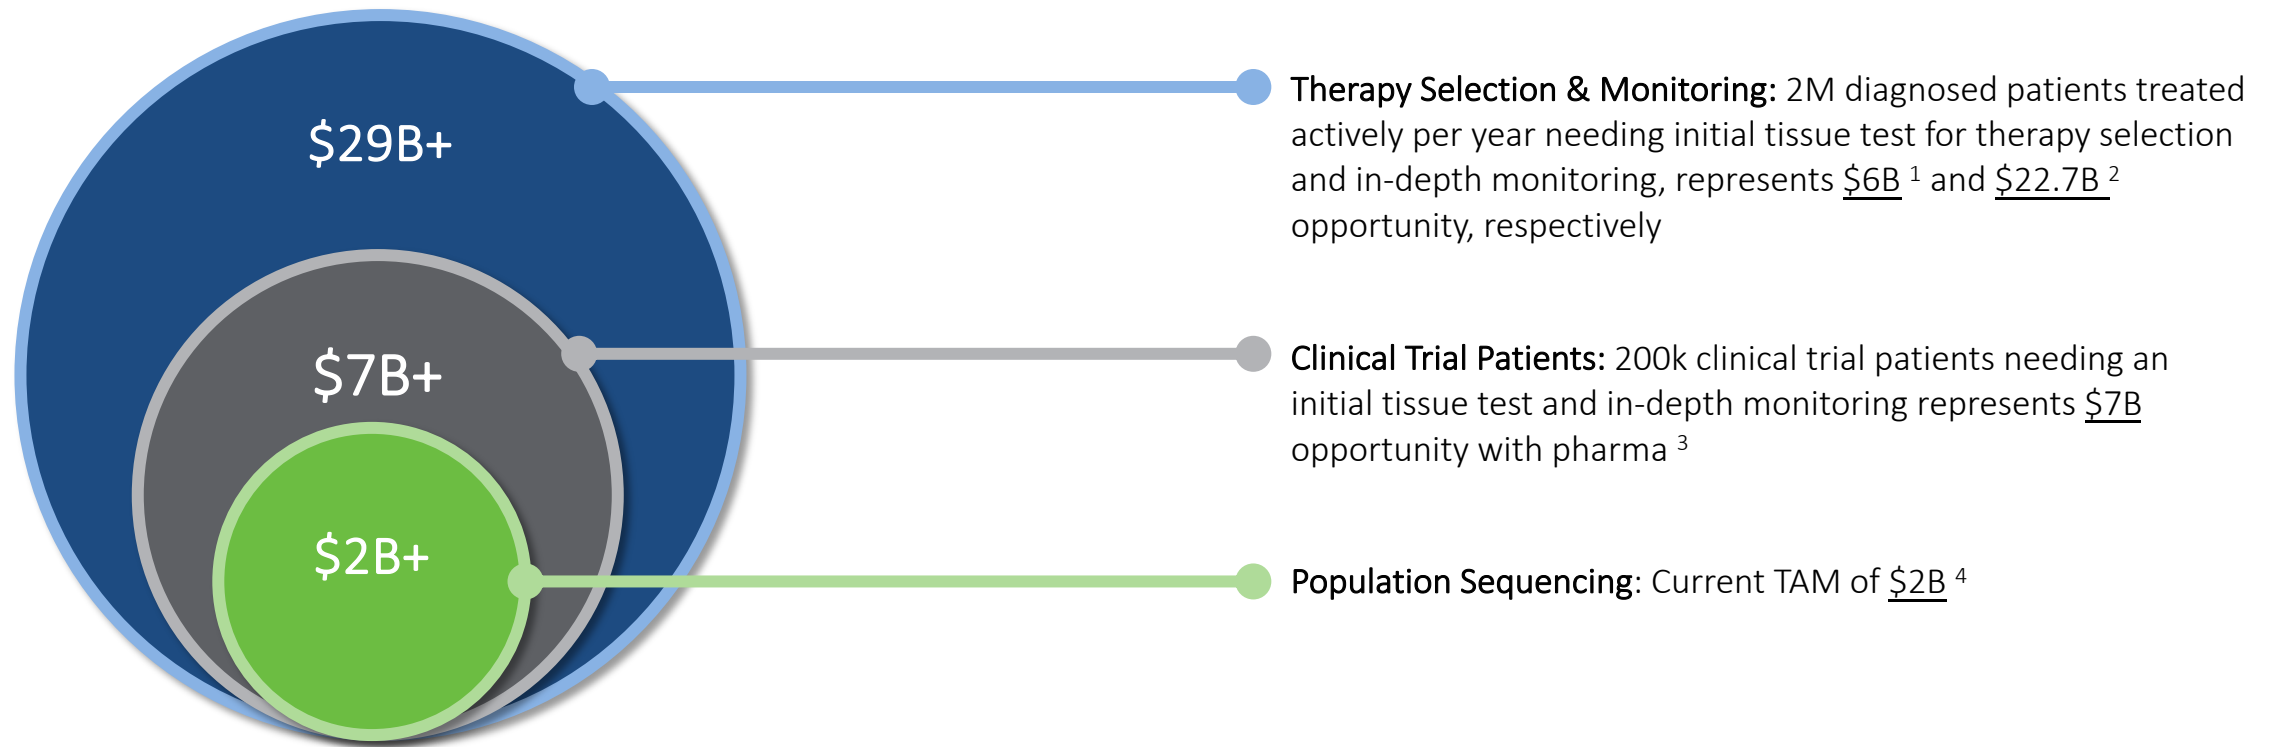 $29B+
$7B+
$2B+
Therapy Selection & Monitoring: 2M diagnosed patients treated
actively per year needing initial tissue test for therapy selection
and in-depth monitoring, represents $6B ¹ and $22.7B ²
opportunity, respectively
Clinical Trial Patients: 200k clinical trial patients needing an
initial tissue test and in-depth monitoring represents $7B
opportunity with pharma ³
Population Sequencing: Current TAM of $2B ⁴